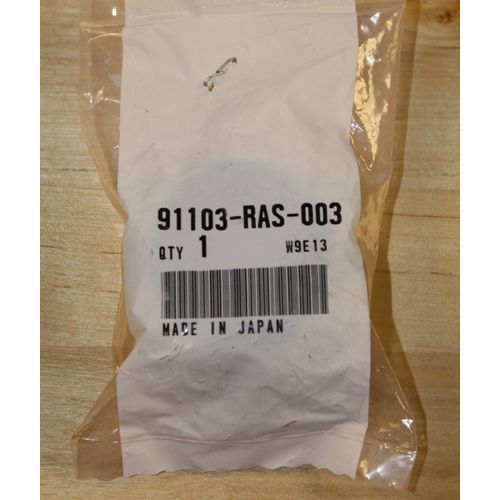 91103-RAS-003
QTY 1 W9E13
MADE IN JAPAN